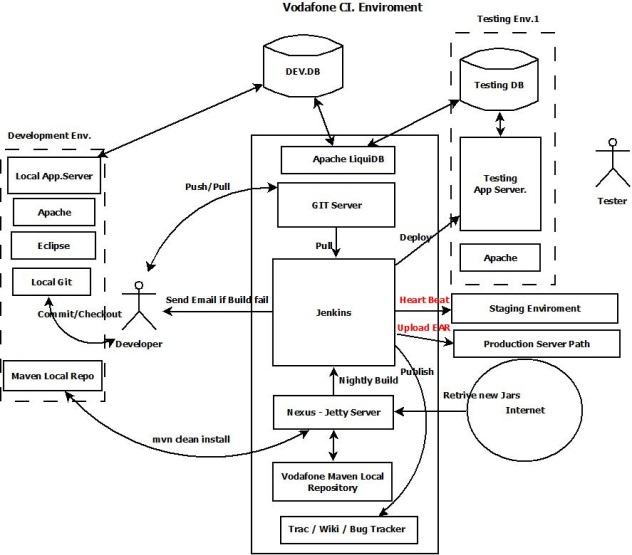 Vodafone CI. Enviroment
Testing Env.1
DEV.DB
Testing DB
Development Env.
Apache LiquiDB
Local App.Server
Push/Pull
Testing
App Server.
Tester
Apache
GIT Server
Eclipse
Pull
Deploy
Apache
Local Git
Send Email if Build fail
Jenkins
Heart Beat
Staging Enviroment
Commit/Checkout
Upload EAR
Developer
Production Server Path
Maven Local Repo
Nightly Build
Publish
Retrive new Jars
Nexus - Jetty Server
Internet
mvn clean install
Vodafone Maven Local
Repository
Trac / Wiki / Bug Tracker